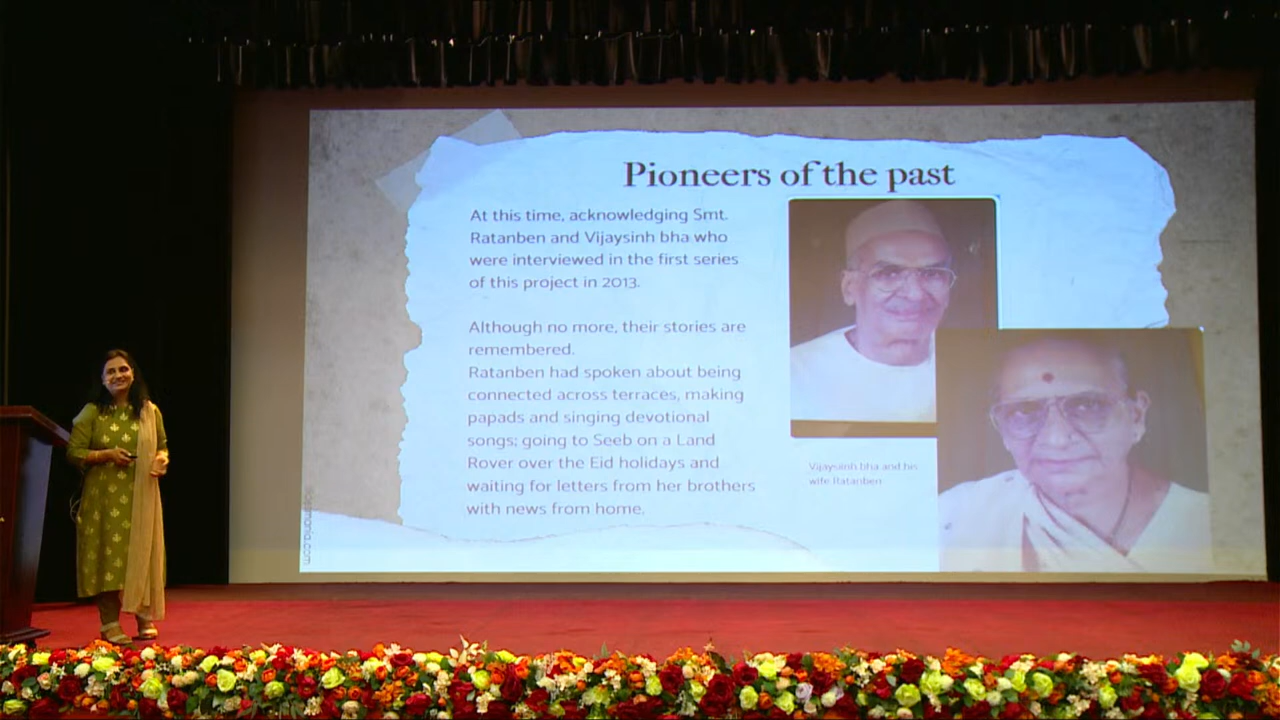 Pioneers of the past
At this time, acknowledging Smt.
Ratanben and Vijaysinh bha who
were interviewed in the first series
of this project in 2013.
Although no more, their stories are
remembered.
Ratanben had spoken about being
connected across terraces, making
papads and singing devotional
songs; going to Seeb on a Land
Rover over the Eid holidays and
waiting for letters from her brothers
with news from home.
Vijaysinh bha and his
wife Ratanben